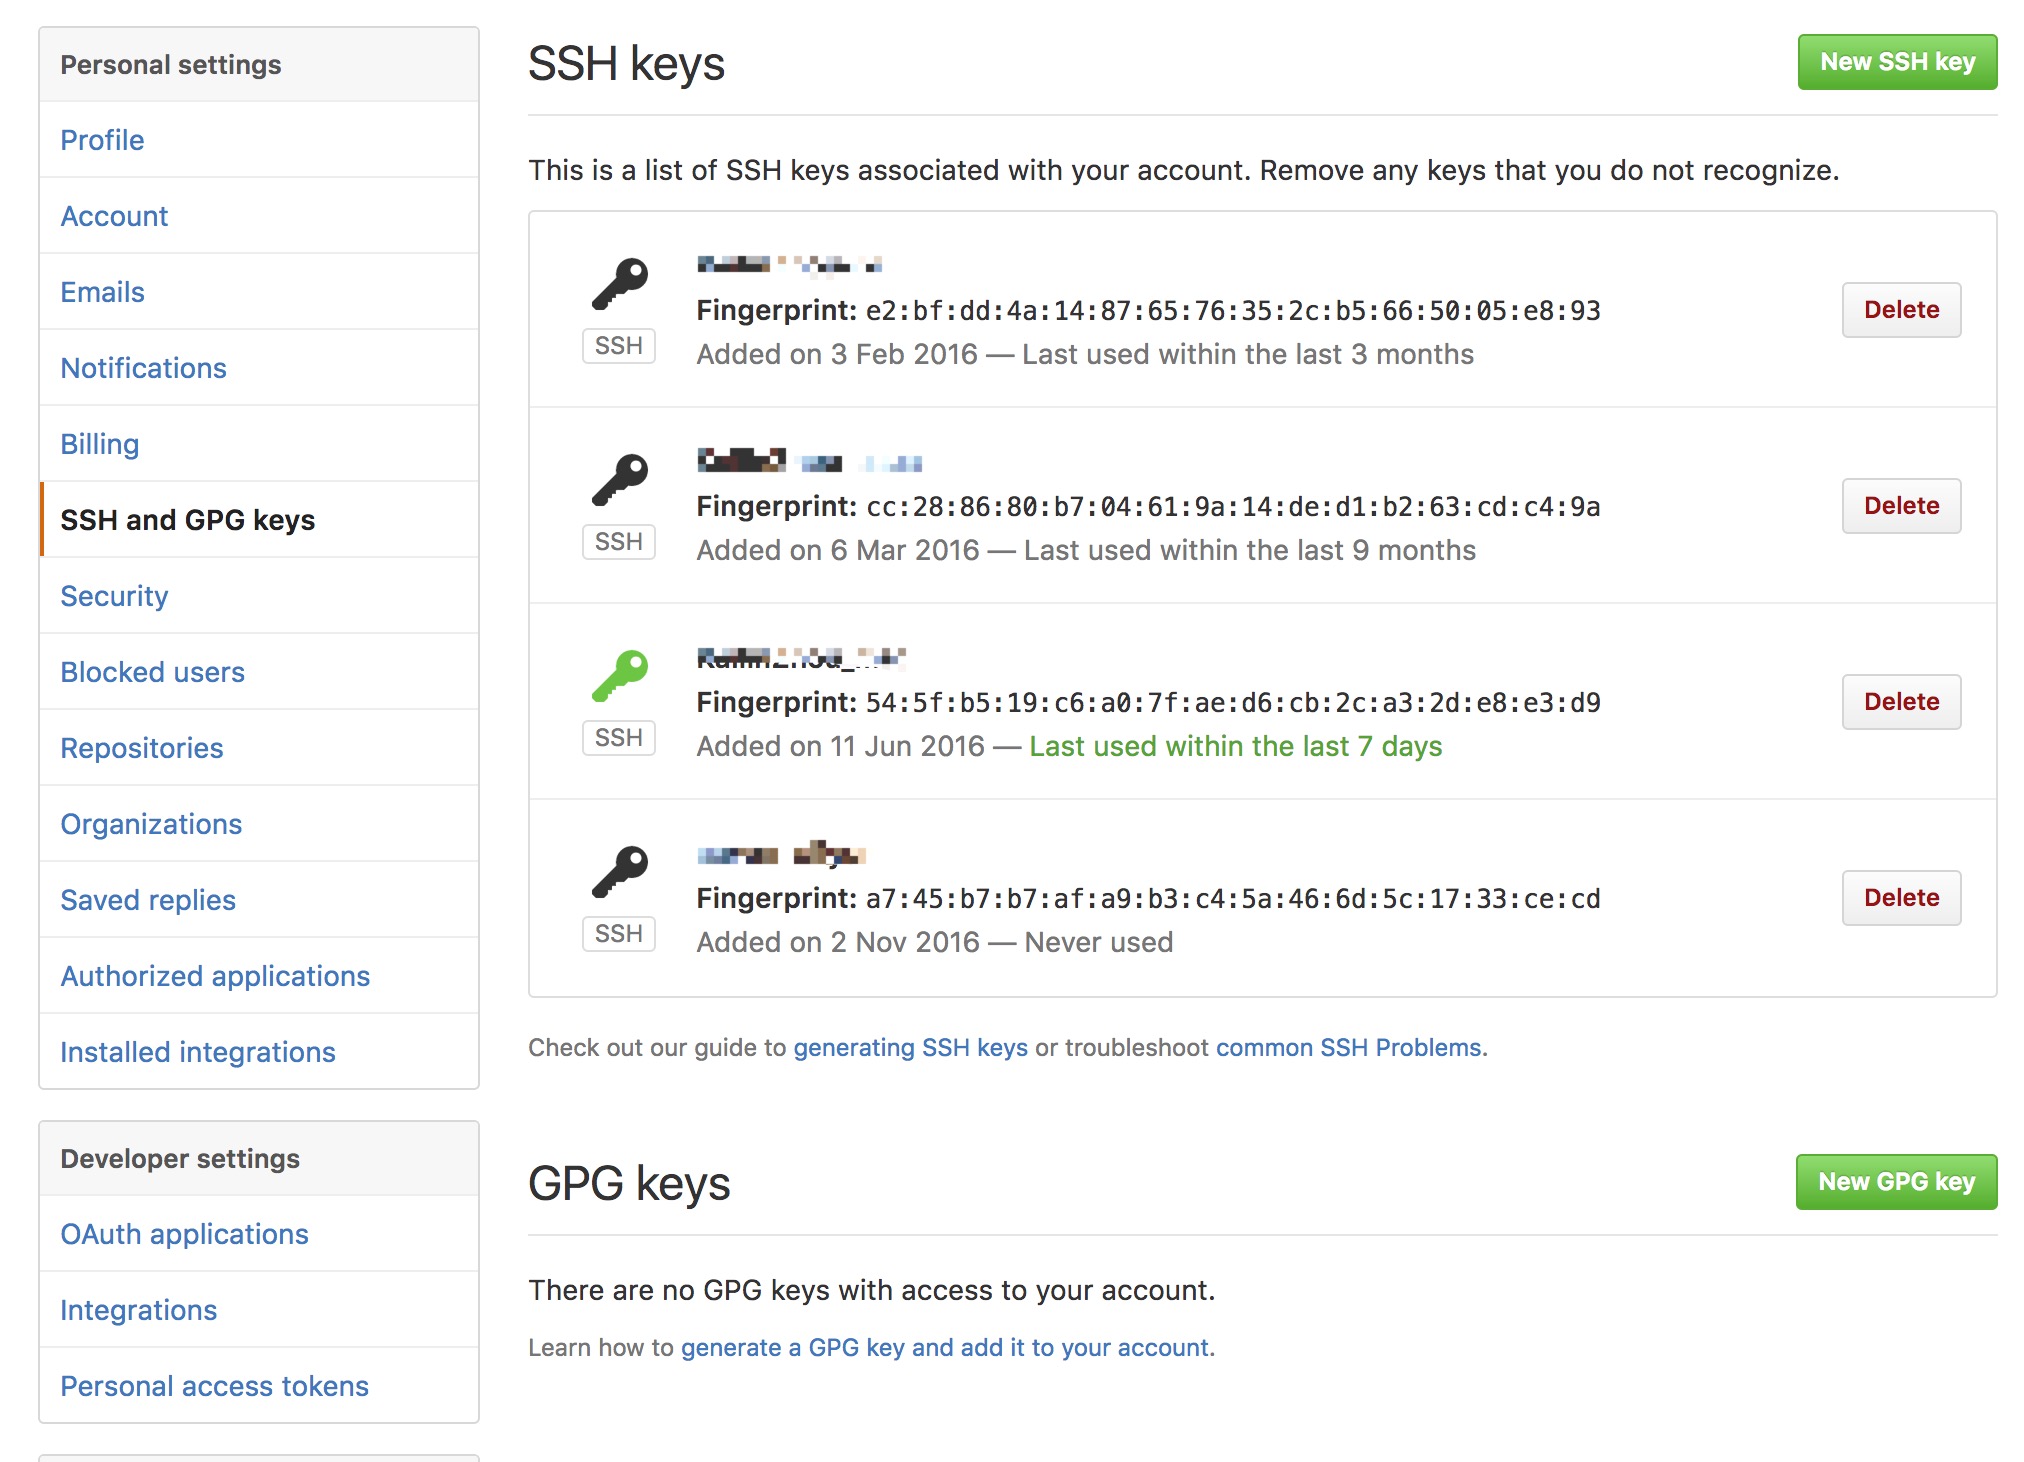 Personal settings
Profile
Account
Emails
Notifications
Billing
SSH and GPG keys
Security
Blocked users
Repositories
Organizations
Saved replies
Authorized applications
Installed integrations
Developer settings
OAuth applications
Integrations
Personal access tokens
SSH keys
New SSH key
This is a list of SSH keys associated with your account. Remove any keys that you do not recognize.
SSH
Fingerprint: e2:bf:dd:4a:14:87:65:76:35:2c:b5:66:50:05:e8:93
Added on 3 Feb 2016 — Last used within the last 3 months
Delete
SSH
Fingerprint: cc:28:86:80:b7:04:61:9a:14:de:d1:b2:63:cd:c4:9a
Added on 6 Mar 2016 — Last used within the last 9 months
Delete
SSH
Fingerprint: 54:5f:b5:19:c6:a0:7f:ae:d6:cb:2c:a3:2d:e8:e3:d9
Added on 11 Jun 2016 — Last used within the last 7 days
Delete
SSH
Fingerprint: a7:45:b7:b7:af:a9:b3:c4:5a:46:6d:5c:17:33:ce:cd
Added on 2 Nov 2016 — Never used
Delete
Check out our guide to generating SSH keys or troubleshoot common SSH Problems.
GPG keys
New GPG key
There are no GPG keys with access to your account.
Learn how to generate a GPG key and add it to your account.